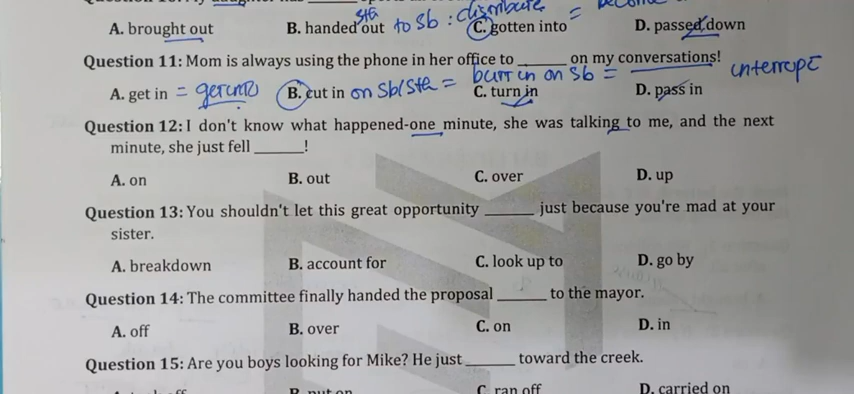 sth
to Sb : distribute =
A. brought out B. handed out C. gotten into D. passed down
Question 11: Mom is always using the phone in her office to ______ on my conversations!
burst in on Sb = interrupt
A. get in = B. cut in on Sb/Sth = C. turn in D. pass in
Question 12: I don't know what happened-one minute, she was talking to me, and the next
minute, she just fell ______!
A. on B. out C. over D. up
Question 13: You shouldn't let this great opportunity ______ just because you're mad at your
sister.
A. breakdown B. account for C. look up to D. go by
Question 14: The committee finally handed the proposal ______ to the mayor.
A. off B. over C. on D. in
Question 15: Are you boys looking for Mike? He just ______ toward the creek.
B. put on C. ran off D. carried on